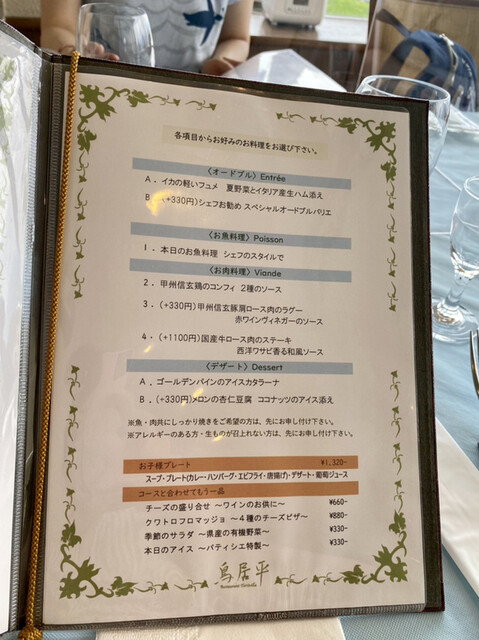 各項目からお好みのお料理をお選び下さい。
〈オードブル〉Entrée
A．イカの軽いフュメ 夏野菜とイタリア産生ハム添え
B．(+330円)シェフお勧め スペシャルオードブルバリエ
〈お魚料理〉Poisson
1．本日のお魚料理 シェフのスタイルで
〈お肉料理〉Viande
2．甲州信玄鶏のコンフィ 2種のソース
3．(+330円)甲州信玄豚肩ロース肉のラグー
赤ワインヴィネガーのソース
4．(+1100円)国産牛ロース肉のステーキ
西洋ワサビ香る和風ソース
〈デザート〉Dessert
A．ゴールデンパインのアイスカタラーナ
B．(+330円)メロンの杏仁豆腐 ココナッツのアイス添え
※魚・肉共にしっかり焼きをご希望の方は、先にお申し付け下さい。
※アレルギーのある方・生ものが召上れない方は、先にお申し付け下さい。
お子様プレート ¥1,320-
スープ・プレート(カレー・ハンバーグ・エビフライ・唐揚げ)・デザート・葡萄ジュース
コースと合わせてもう一品
チーズの盛り合せ ～ワインのお供に～ ¥660-
クワトロフロマッジョ ～4種のチーズピザ～ ¥880-
季節のサラダ ～県産の有機野菜～ ¥330-
本日のアイス ～パティシエ特製～ ¥330-
鳥居平